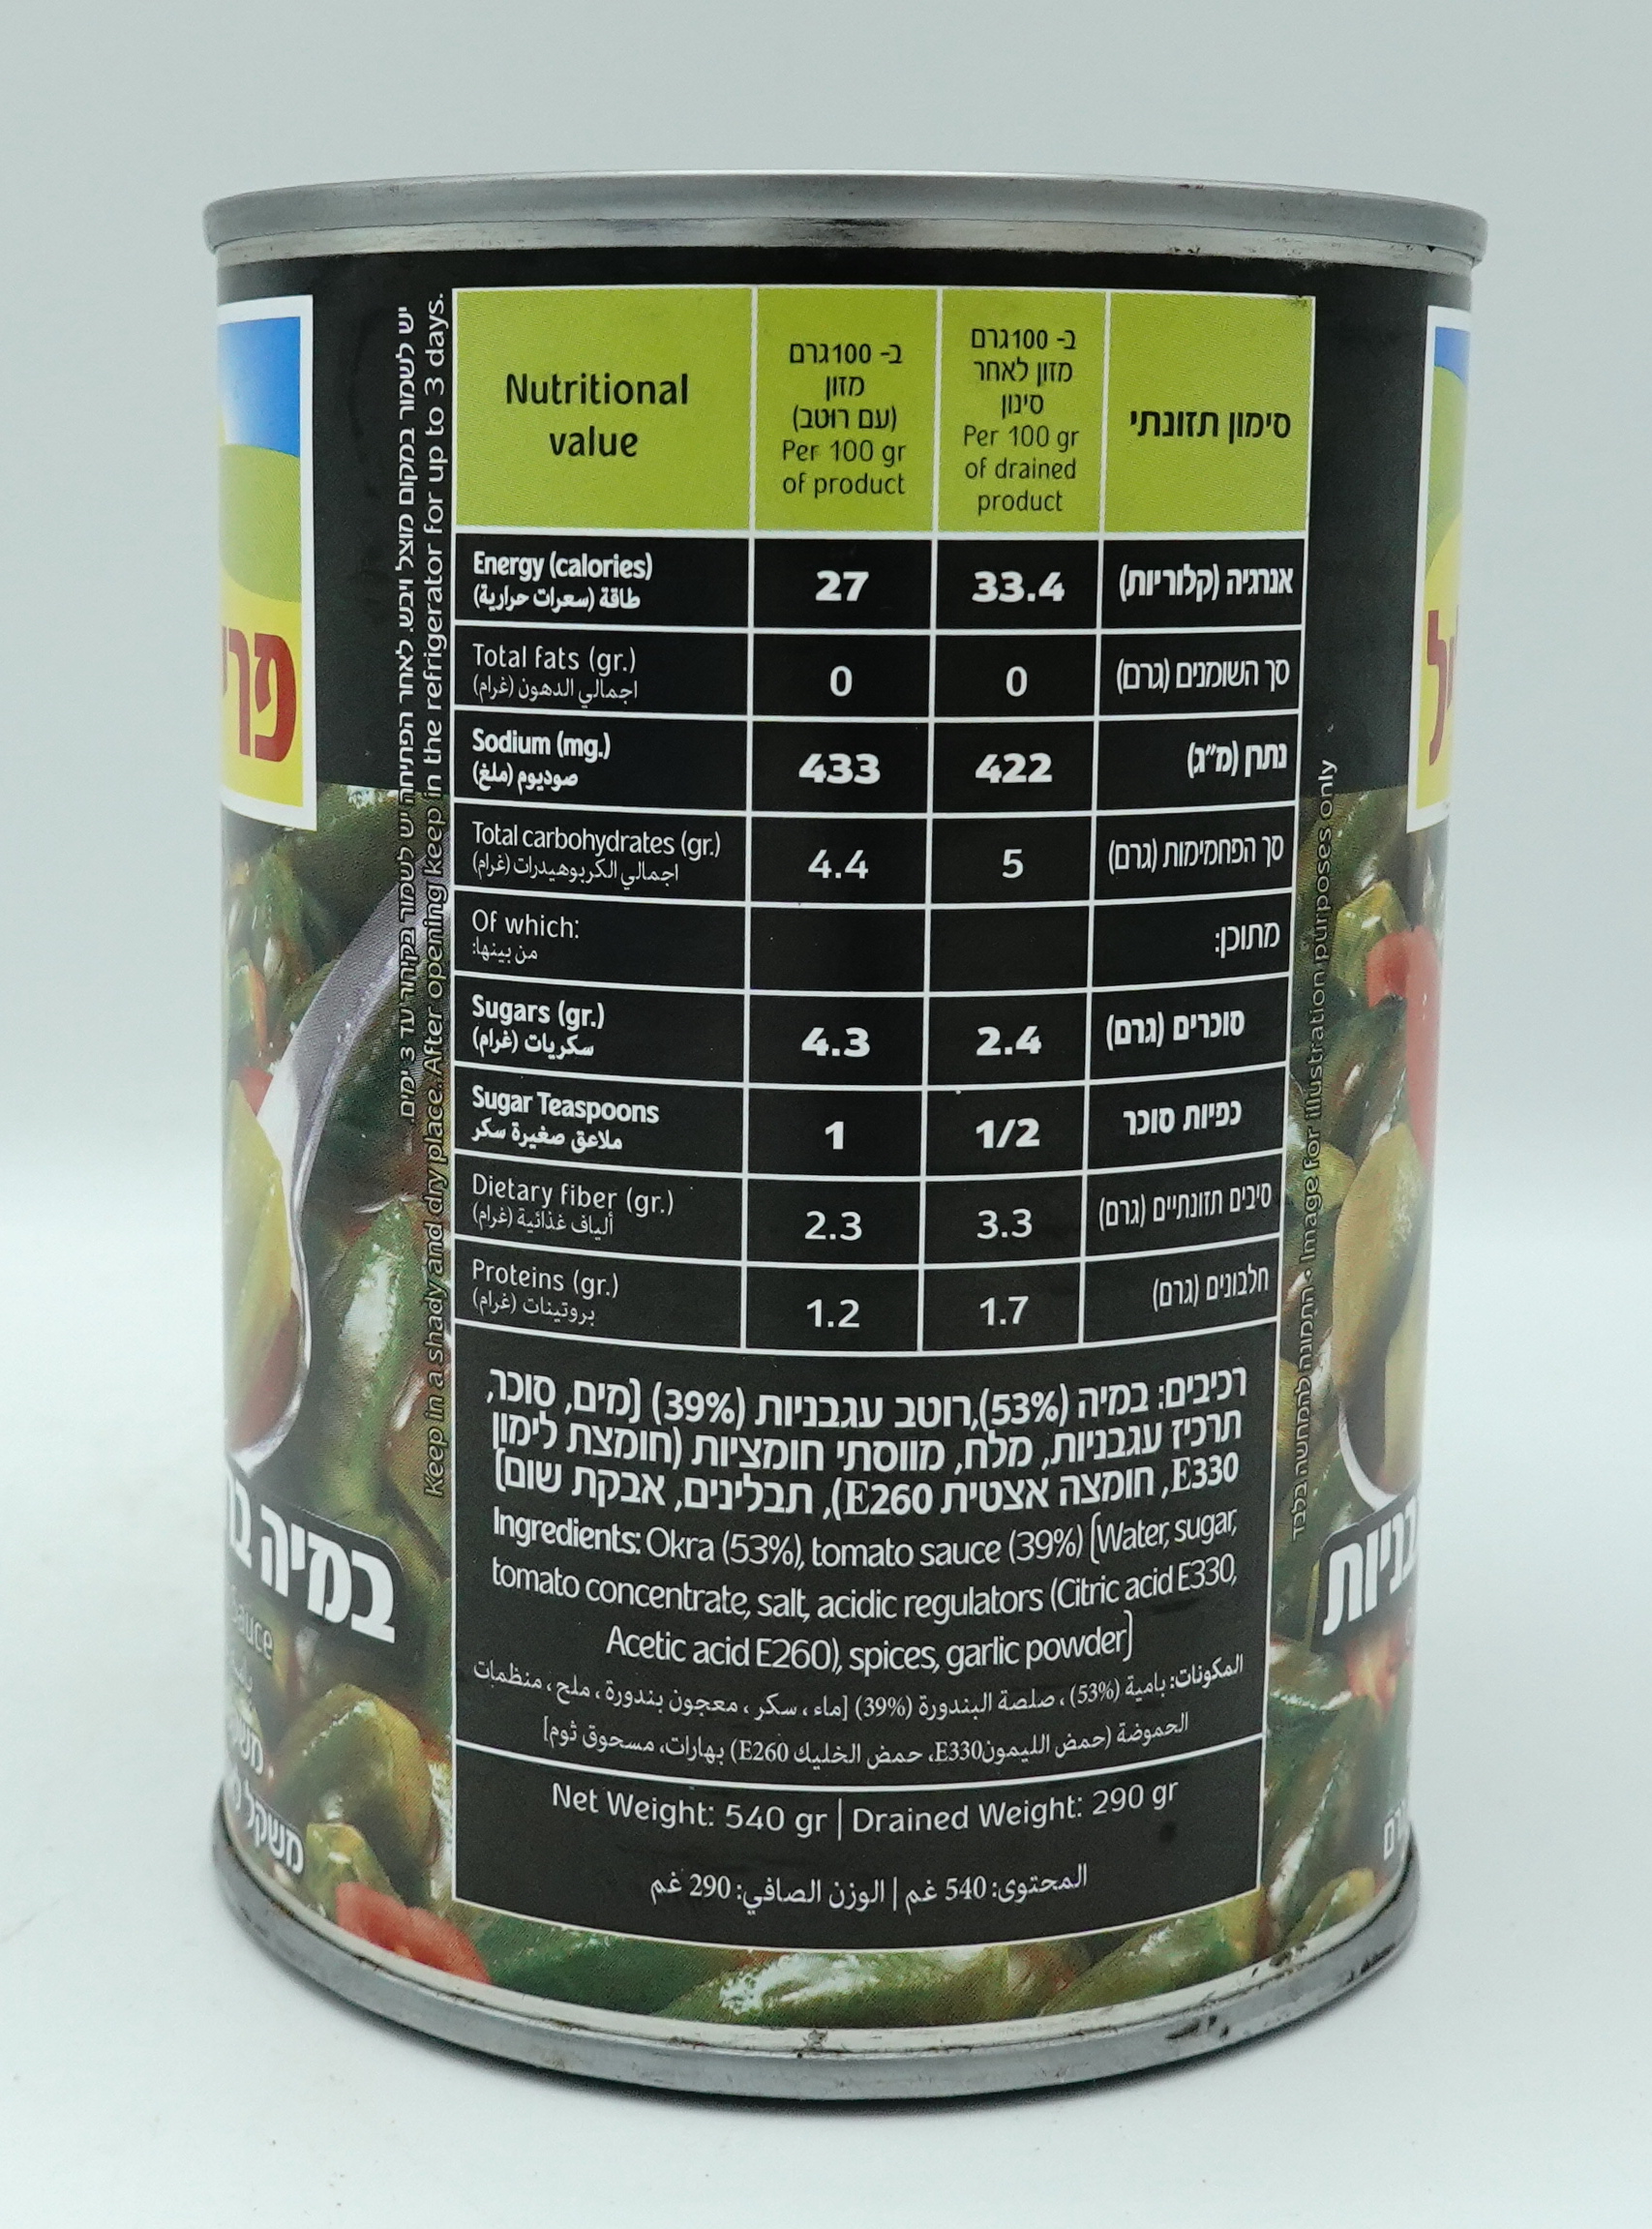 יש לשמור במקום מוצל ויבש. לאחר הפתיחה יש לשמור בקירור עד 3 ימים.
Keep in a shady and dry place. After opening keep in the refrigerator for up to 3 days.
Nutritional value
ב- 100גרם
מזון
(עם רוטב)
Per 100 gr
of product
ב- 100גרם
מזון לאחר
סינון
Per 100 gr
of drained
product
סימון תזונתי
Energy (calories) 27 33.4 אנרגיה (קלוריות)
طاقة (سعرات حرارية)
Total fats (gr.) 0 0 סך השומנים (גרם)
اجمالي الدهون (غرام)
Sodium (mg.) 433 422 נתרן (מ"ג)
صوديوم (ملغ)
Total carbohydrates (gr.) 4.4 5 סך הפחמימות (גרם)
اجمالي الكربوهيدرات (غرام)
Of which: מתוכן:
من بينها:
Sugars (gr.) 4.3 2.4 סוכרים (גרם)
سكريات (غرام)
Sugar Teaspoons 1 1/2 כפיות סוכר
ملاعق صغيرة سكر
Dietary fiber (gr.) 2.3 3.3 סיבים תזונתיים (גרם)
ألياف غذائية (غرام)
Proteins (gr.) 1.2 1.7 חלבונים (גרם)
بروتينات (غرام)
רכיבים: במיה (53%),רוטב עגבניות (39%) [מים, סוכר,
תרכיז עגבניות, מלח, מווסתי חומציות (חומצת לימון
E330, חומצה אצטית E260), תבלינים, אבקת שום]
Ingredients: Okra (53%), tomato sauce (39%) [Water, sugar,
tomato concentrate, salt, acidic regulators (Citric acid E330,
Acetic acid E260), spices, garlic powder]
المكونات: بامية (53%)، صلصة البندورة (39%) [ماء، سكر، معجون بندورة، ملح، منظمات
الحموضة (حمض الليمونE330، حمض الخليك E260) بهارات، مسحوق ثوم]
Net Weight: 540 gr | Drained Weight: 290 gr
المحتوى: 540 غم | الوزن الصافي: 290 غم
התמונה להמחשה בלבד • Image for illustration purposes only
פרי
יל
במיה בר
Sauce
משקל
בניות